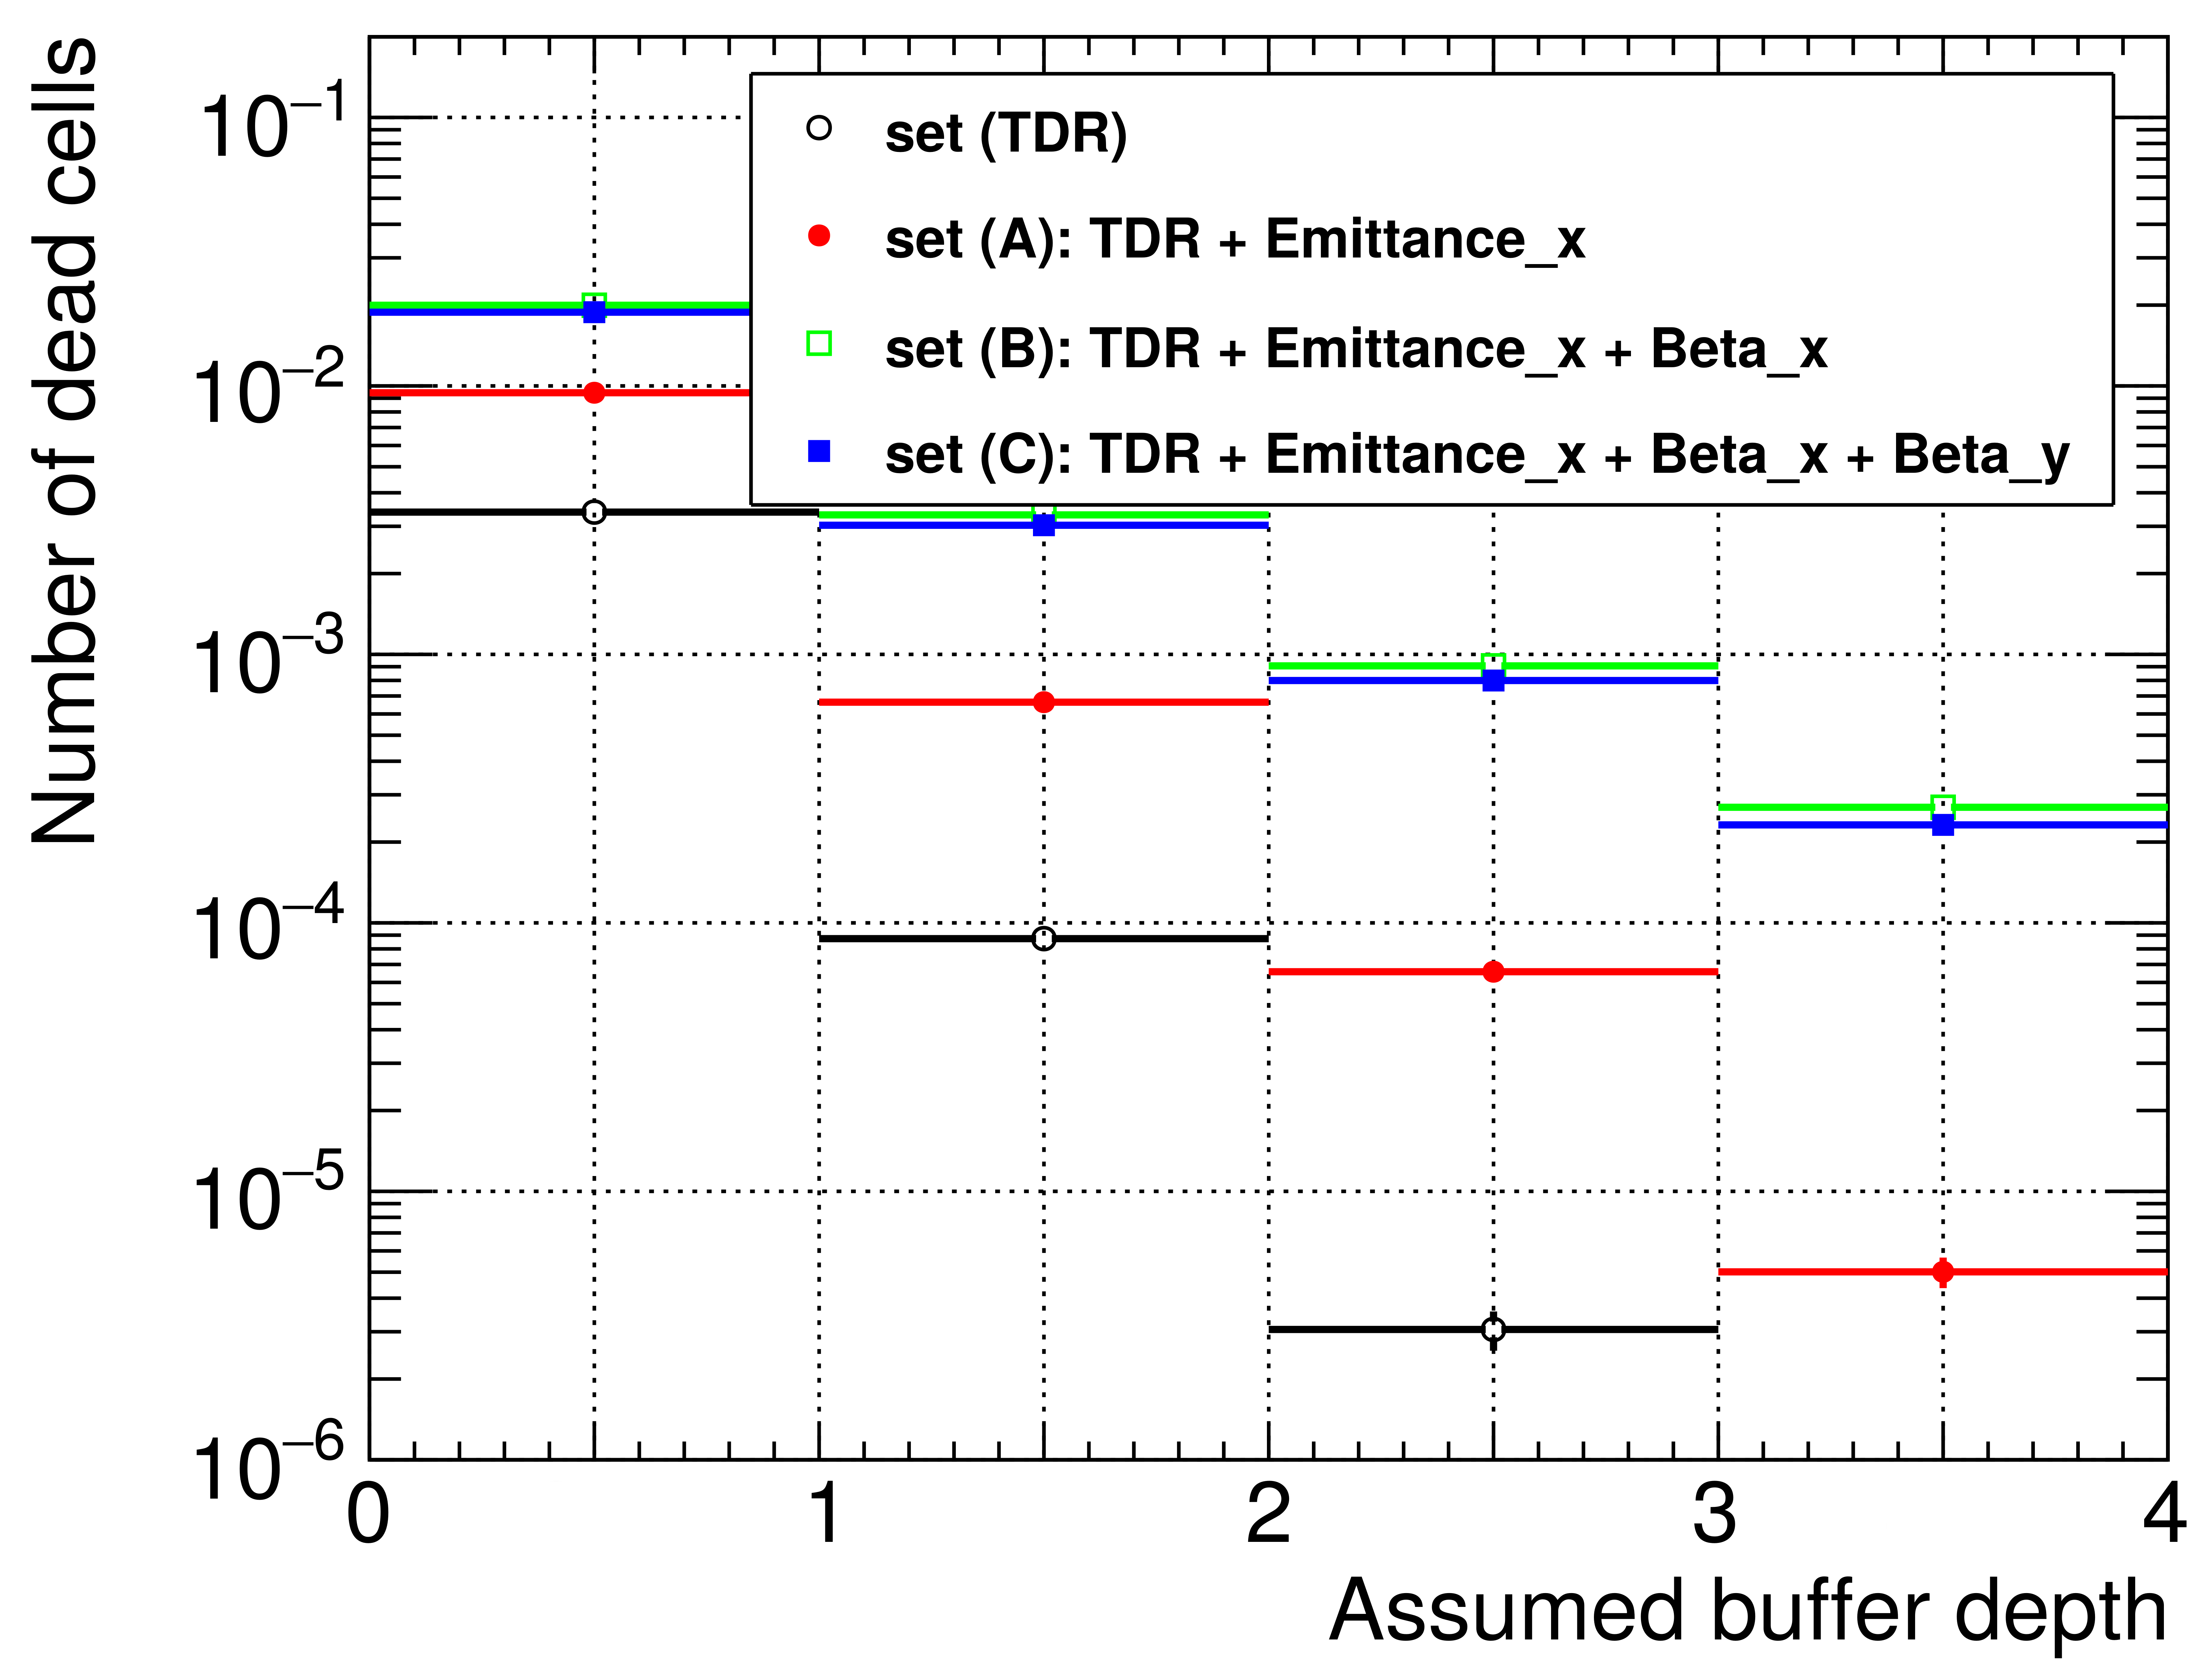 Number of dead cells
10−1
10−2
10−3
10−4
10−5
10−6
set (TDR)
set (A): TDR + Emittance_x
set (B): TDR + Emittance_x + Beta_x
set (C): TDR + Emittance_x + Beta_x + Beta_y
0 1 2 3 4
Assumed buffer depth